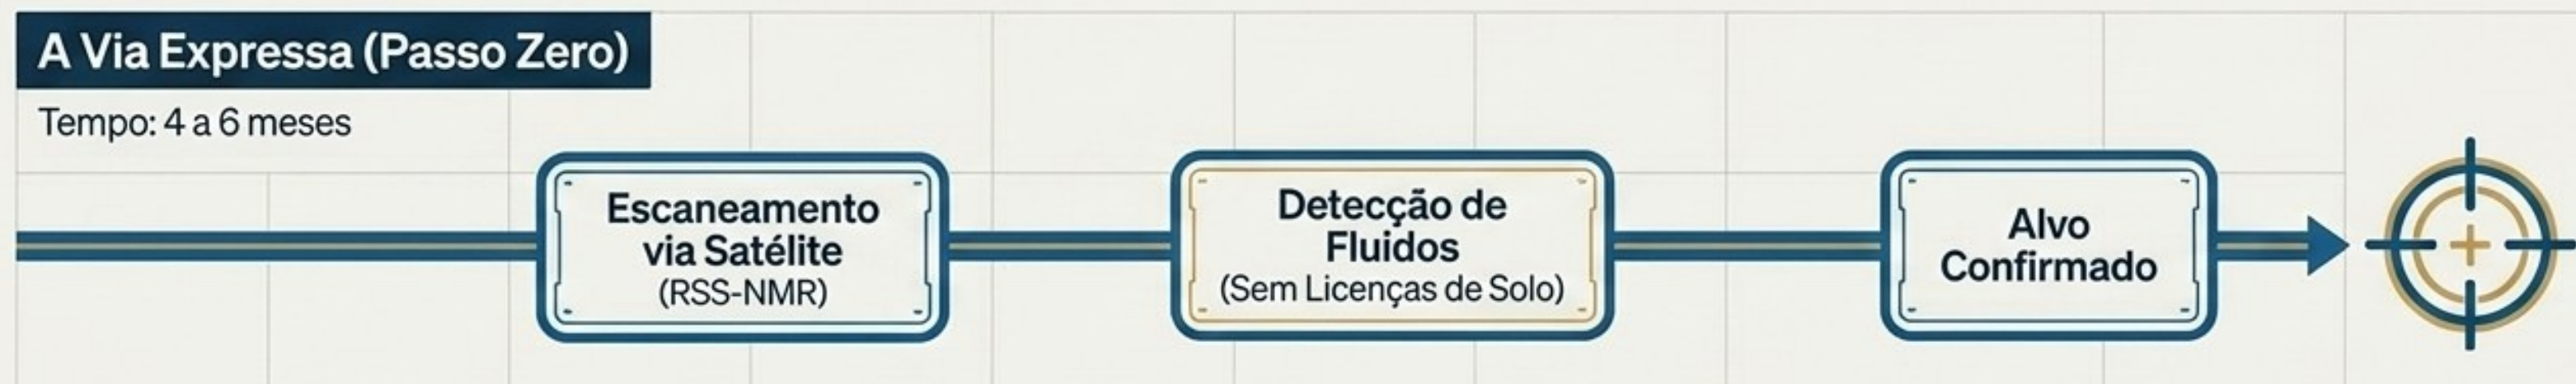 A Via Expressa (Passo Zero)
Tempo: 4 a 6 meses
Escaneamento
via Satélite
(RSS-NMR)
Detecção de
Fluidos
(Sem Licenças de Solo)
Alvo
Confirmado